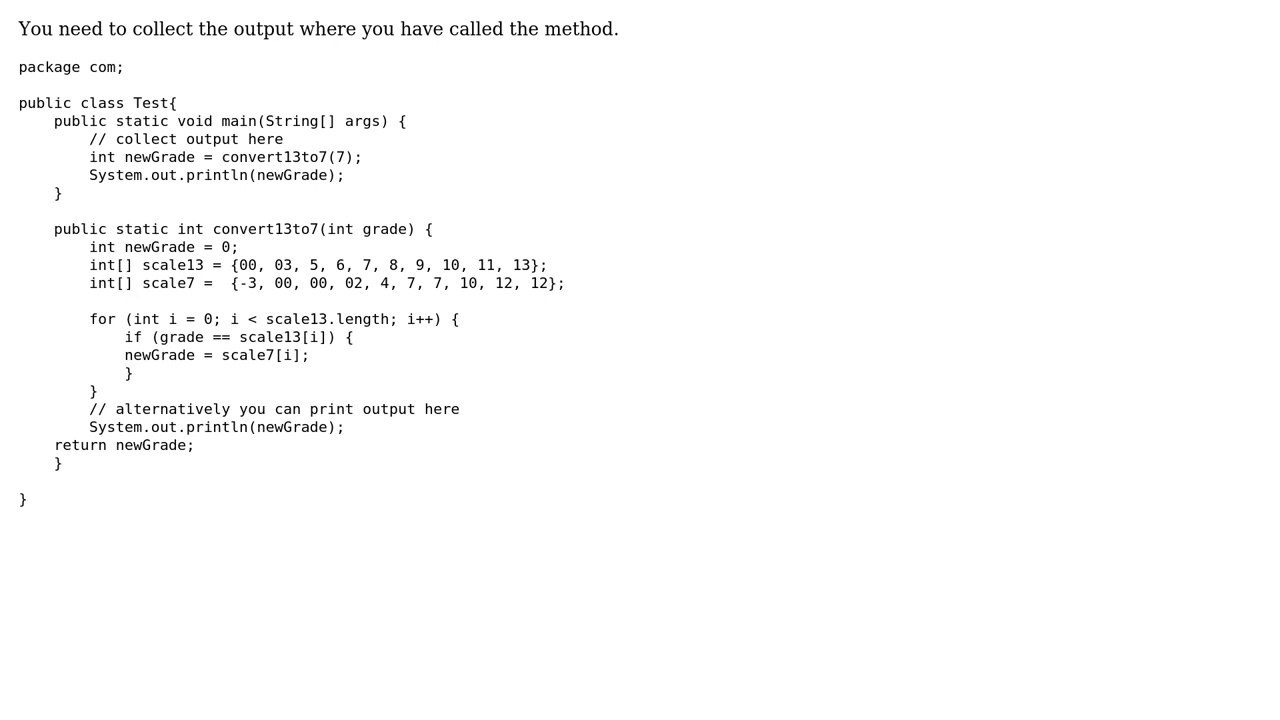 You need to collect the output where you have called the method.
package com;

public class Test{
    public static void main(String[] args) {
        // collect output here
        int newGrade = convert13to7(7);
        System.out.println(newGrade);
    }

    public static int convert13to7(int grade) {
        int newGrade = 0;
        int[] scale13 = {00, 03, 5, 6, 7, 8, 9, 10, 11, 13};
        int[] scale7 =  {-3, 00, 00, 02, 4, 7, 7, 10, 12, 12};

        for (int i = 0; i < scale13.length; i++) {
            if (grade == scale13[i]) {
            newGrade = scale7[i];
            }
        }
        // alternatively you can print output here
        System.out.println(newGrade);
    return newGrade;
    }

}